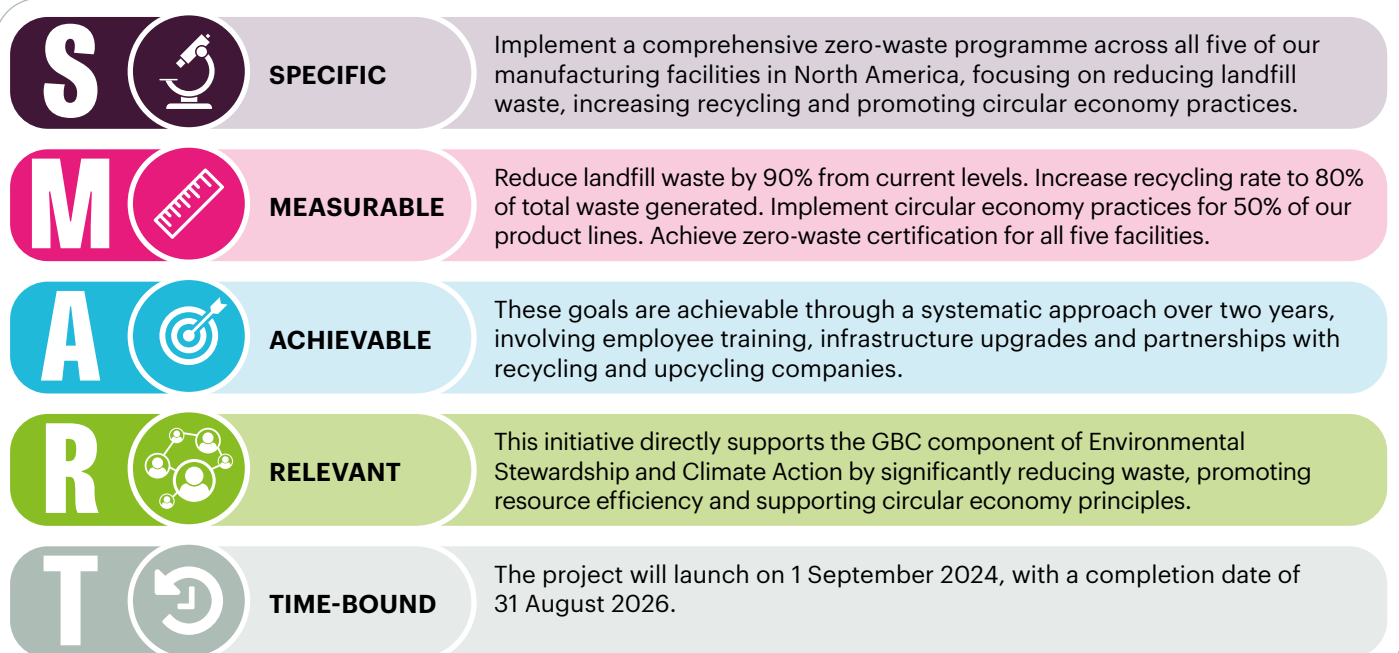 S
SPECIFIC
Implement a comprehensive zero-waste programme across all five of our
manufacturing facilities in North America, focusing on reducing landfill
waste, increasing recycling and promoting circular economy practices.
M
MEASURABLE
Reduce landfill waste by 90% from current levels. Increase recycling rate to 80%
of total waste generated. Implement circular economy practices for 50% of our
product lines. Achieve zero-waste certification for all five facilities.
A
ACHIEVABLE
These goals are achievable through a systematic approach over two years,
involving employee training, infrastructure upgrades and partnerships with
recycling and upcycling companies.
R
RELEVANT
This initiative directly supports the GBC component of Environmental
Stewardship and Climate Action by significantly reducing waste, promoting
resource efficiency and supporting circular economy principles.
T
TIME-BOUND
The project will launch on 1 September 2024, with a completion date of
31 August 2026.